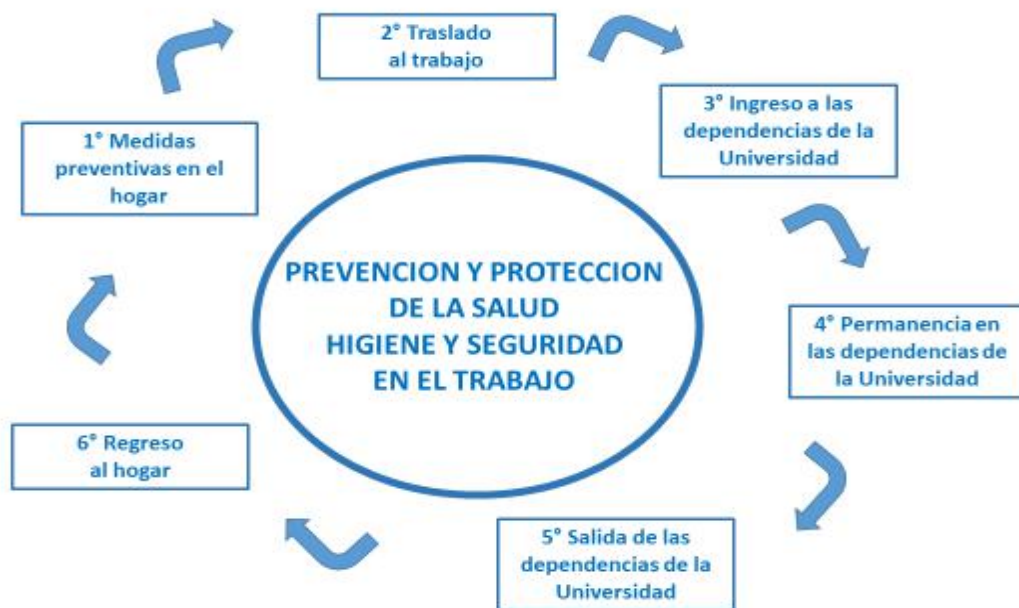 2° Traslado
al trabajo
3° Ingreso a las
dependencias de la
Universidad
1° Medidas
preventivas en el
hogar
PREVENCION Y PROTECCION
DE LA SALUD
HIGIENE Y SEGURIDAD
EN EL TRABAJO
4° Permanencia en
las dependencias de
la Universidad
6° Regreso
al hogar
5° Salida de las
dependencias de la
Universidad